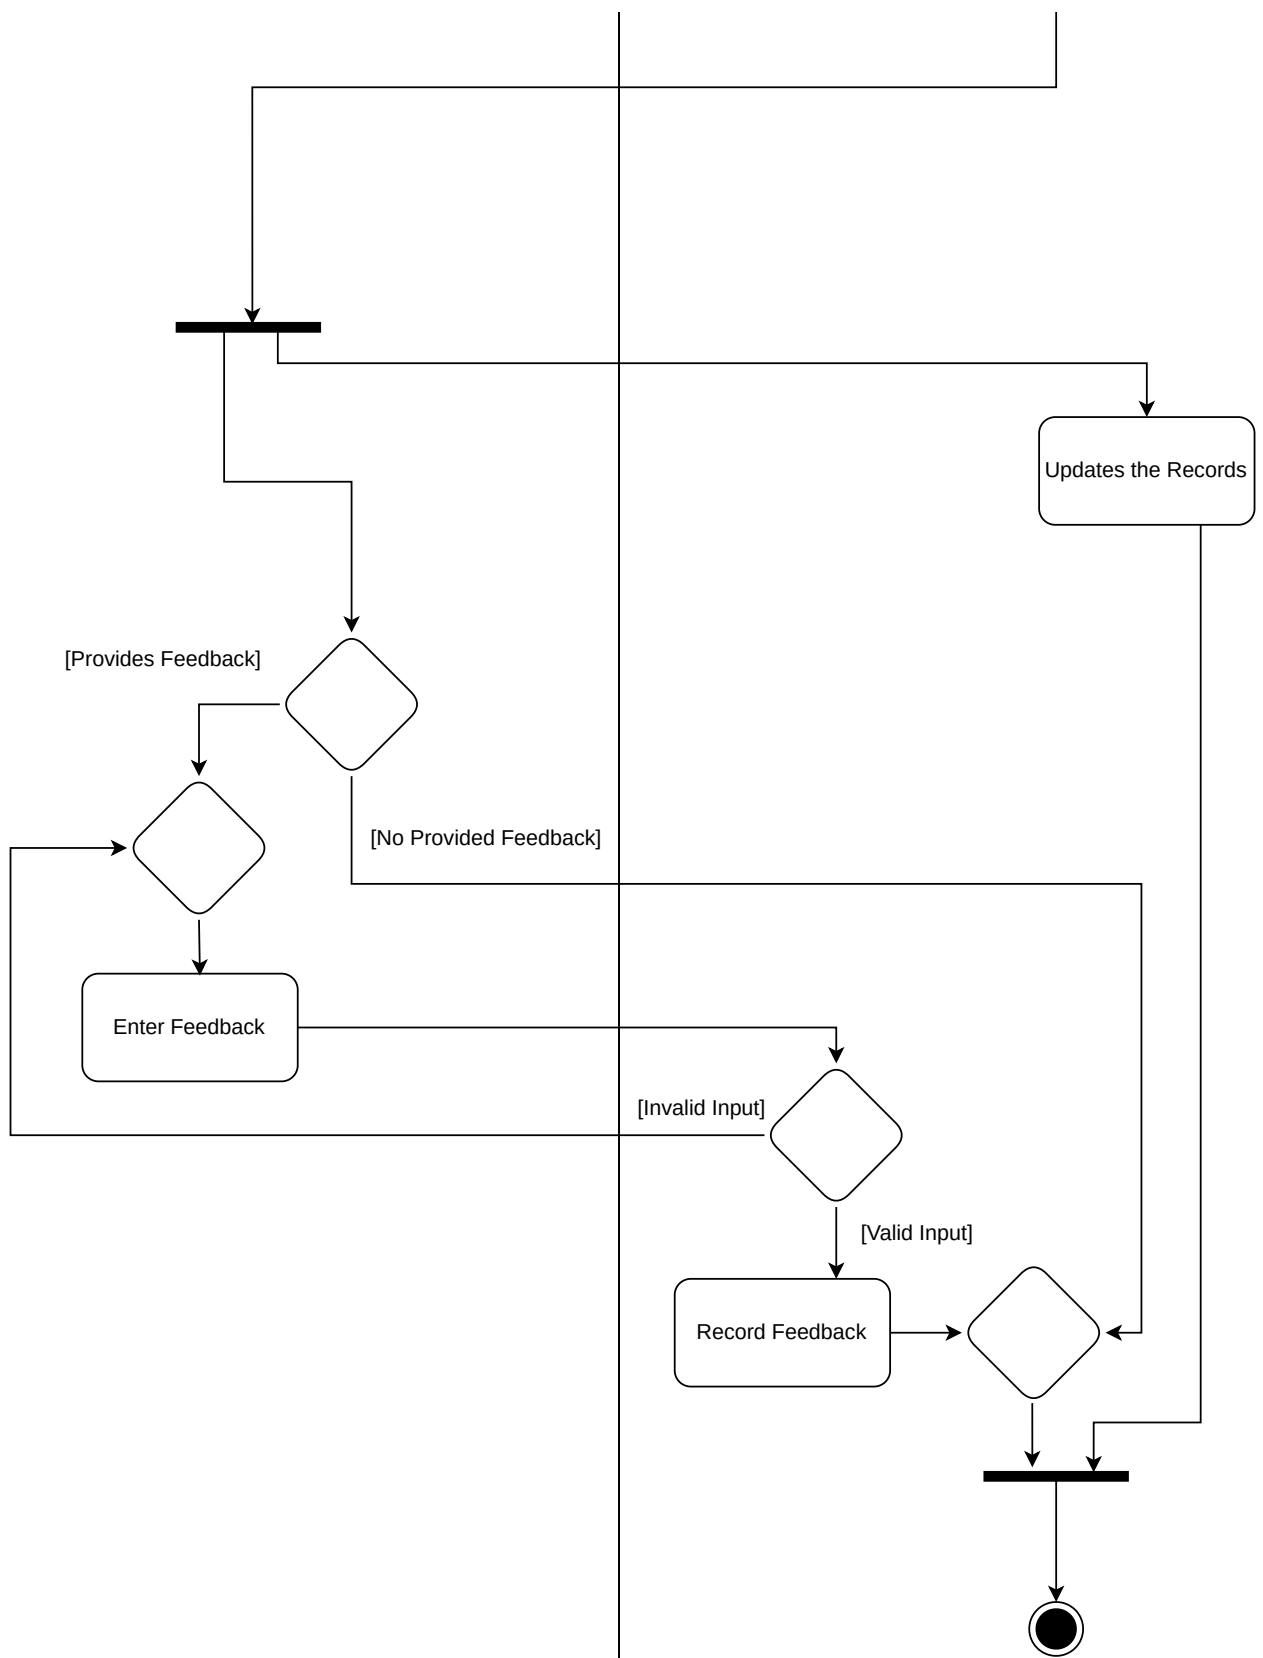 Updates the Records
[Provides Feedback]
[No Provided Feedback]
Enter Feedback
[Invalid Input]
[Valid Input]
Record Feedback